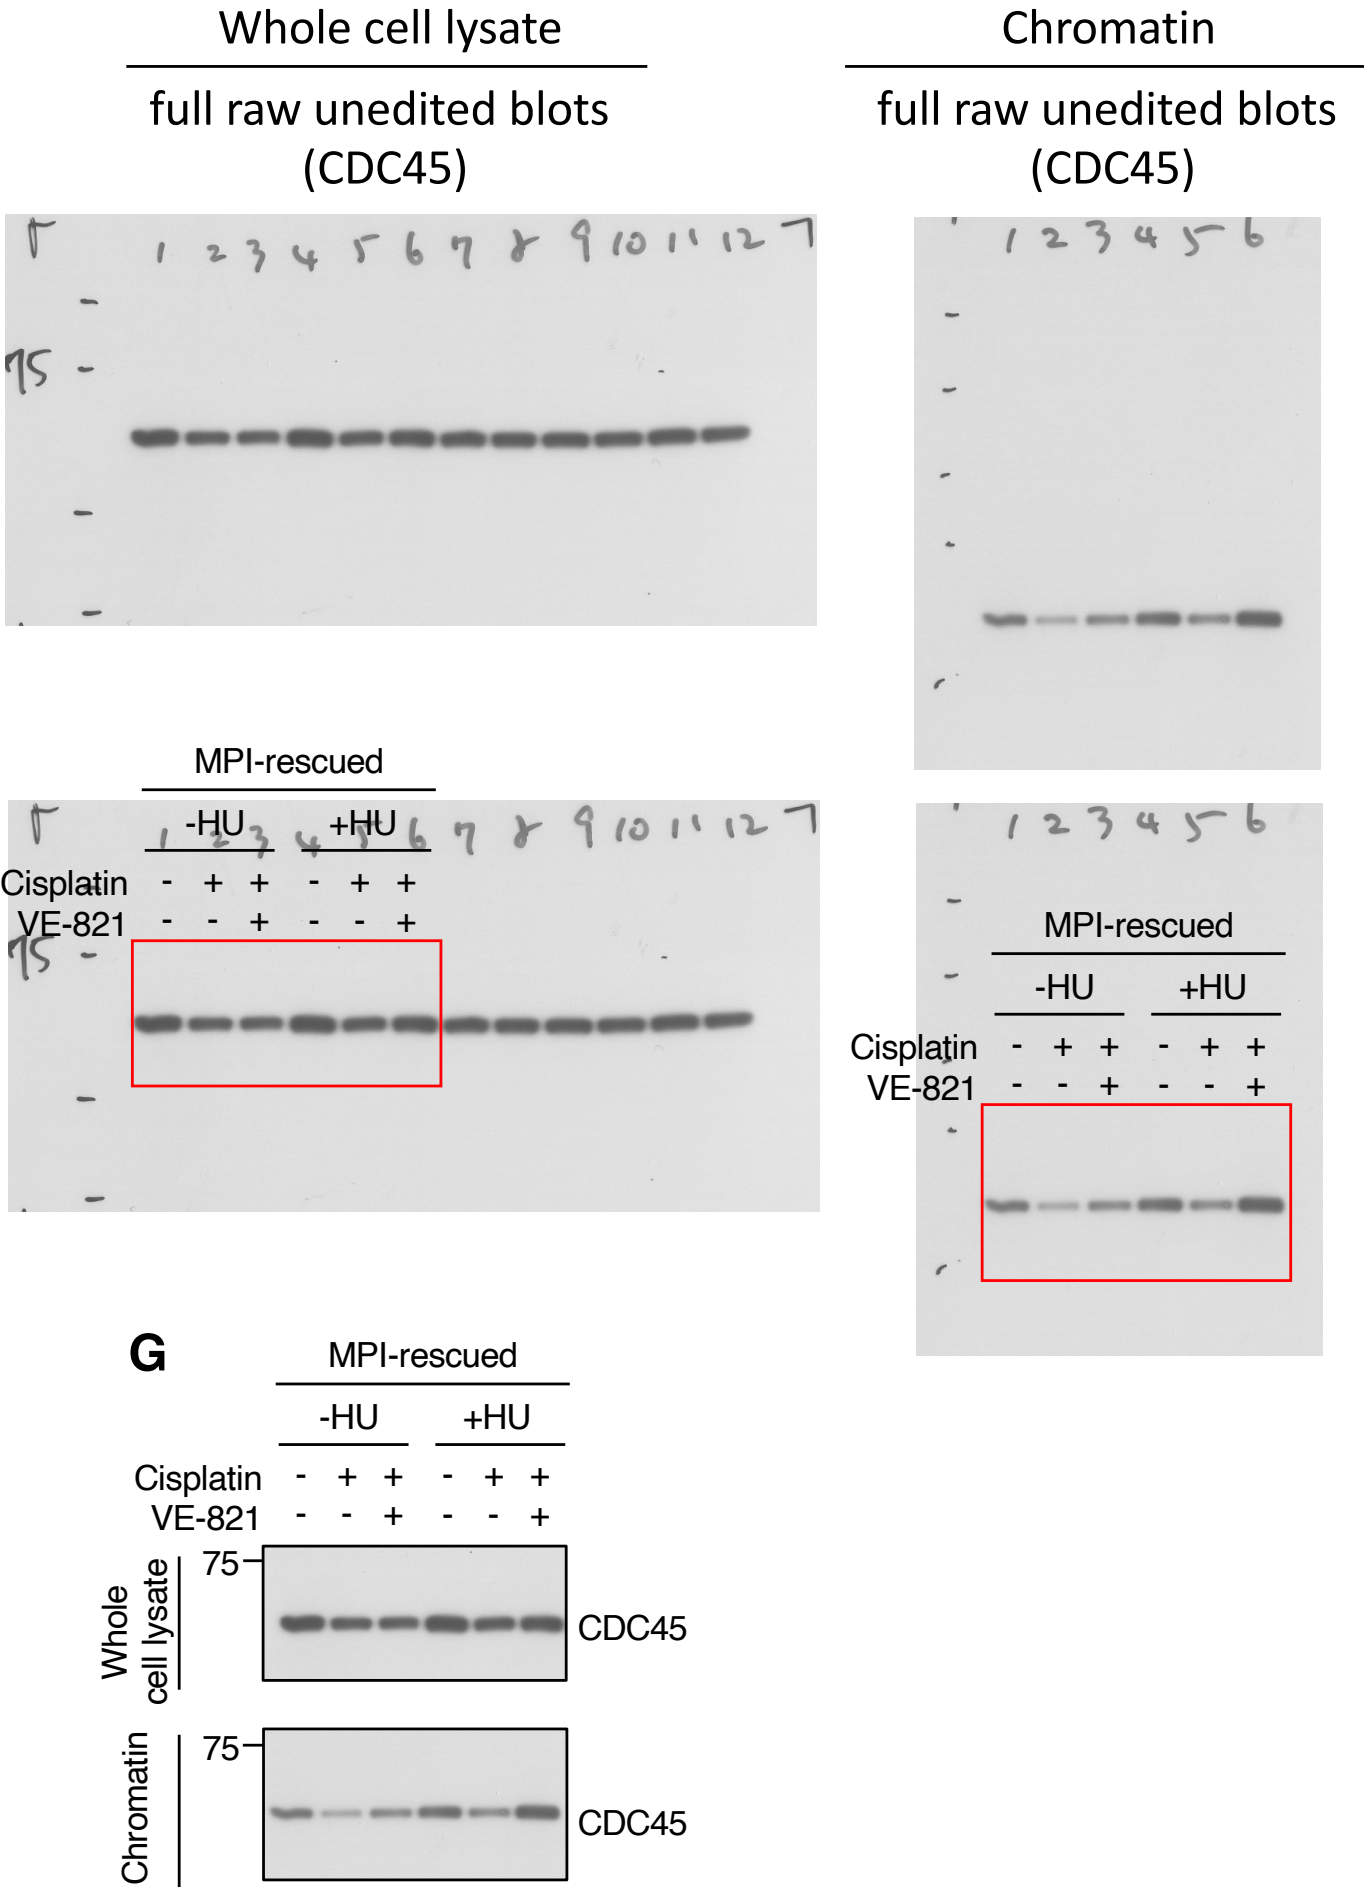 Whole cell lysate
full raw unedited blots
(CDC45)
Chromatin
full raw unedited blots
(CDC45)
1 2 3 4 5 6 7 8 9 10 11 12 7
75
1 2 3 4 5 6
MPI-rescued
-HU +HU
1 2 3 4 5 6 7 8 9 10 11 12 7
Cisplatin - + + - + +
VE-821 - - + - - +
75
1 2 3 4 5 6
MPI-rescued
-HU +HU
Cisplatin - + + - + +
VE-821 - - + - - +
G
MPI-rescued
-HU +HU
Cisplatin - + + - + +
VE-821 - - + - - +
Whole
cell lysate
75
CDC45
Chromatin
75
CDC45